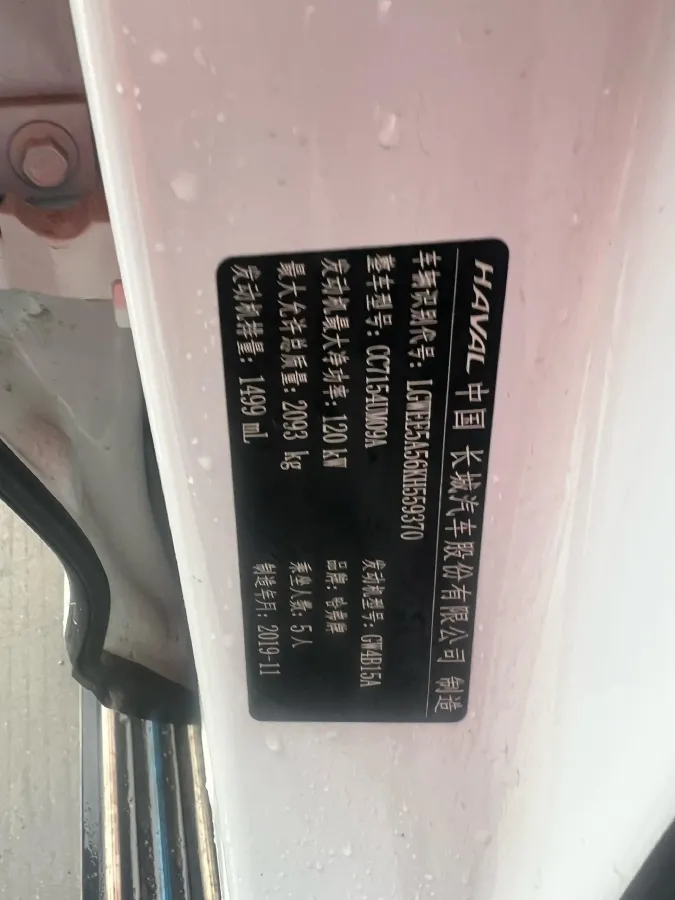 HAVAL 中国 长城汽车股份有限公司 制造
车辆识别代号: LGWEF5A56KH559370
整车型号: CC7154UM09A 发动机型号: GW4B15A
发动机最大净功率: 120 kW 品牌: 哈弗牌
最大允许总质量: 2093 kg 乘坐人数: 5人
发动机排量: 1499 mL 制造年月: 2019-11